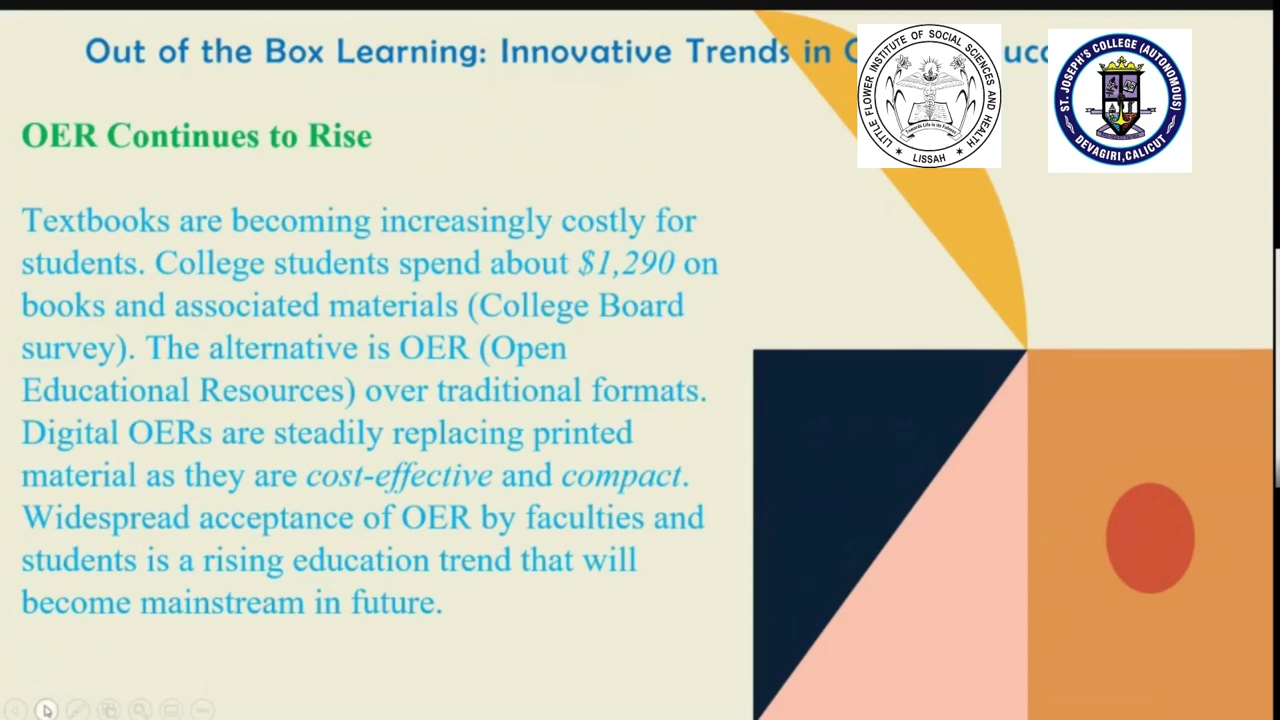 Out of the Box Learning: Innovative Trends in
OER Continues to Rise
Textbooks are becoming increasingly costly for
students. College students spend about $1,290 on
books and associated materials (College Board
survey). The alternative is OER (Open
Educational Resources) over traditional formats.
Digital OERs are steadily replacing printed
material as they are cost-effective and compact.
Widespread acceptance of OER by faculties and
students is a rising education trend that will
become mainstream in future.
LITTLE FLOWER INSTITUTE OF SOCIAL SCIENCES AND HEALTH
LISSAH
ST. JOSEPH'S COLLEGE (AUTONOMOUS)
DEVAGIRI, CALICUT